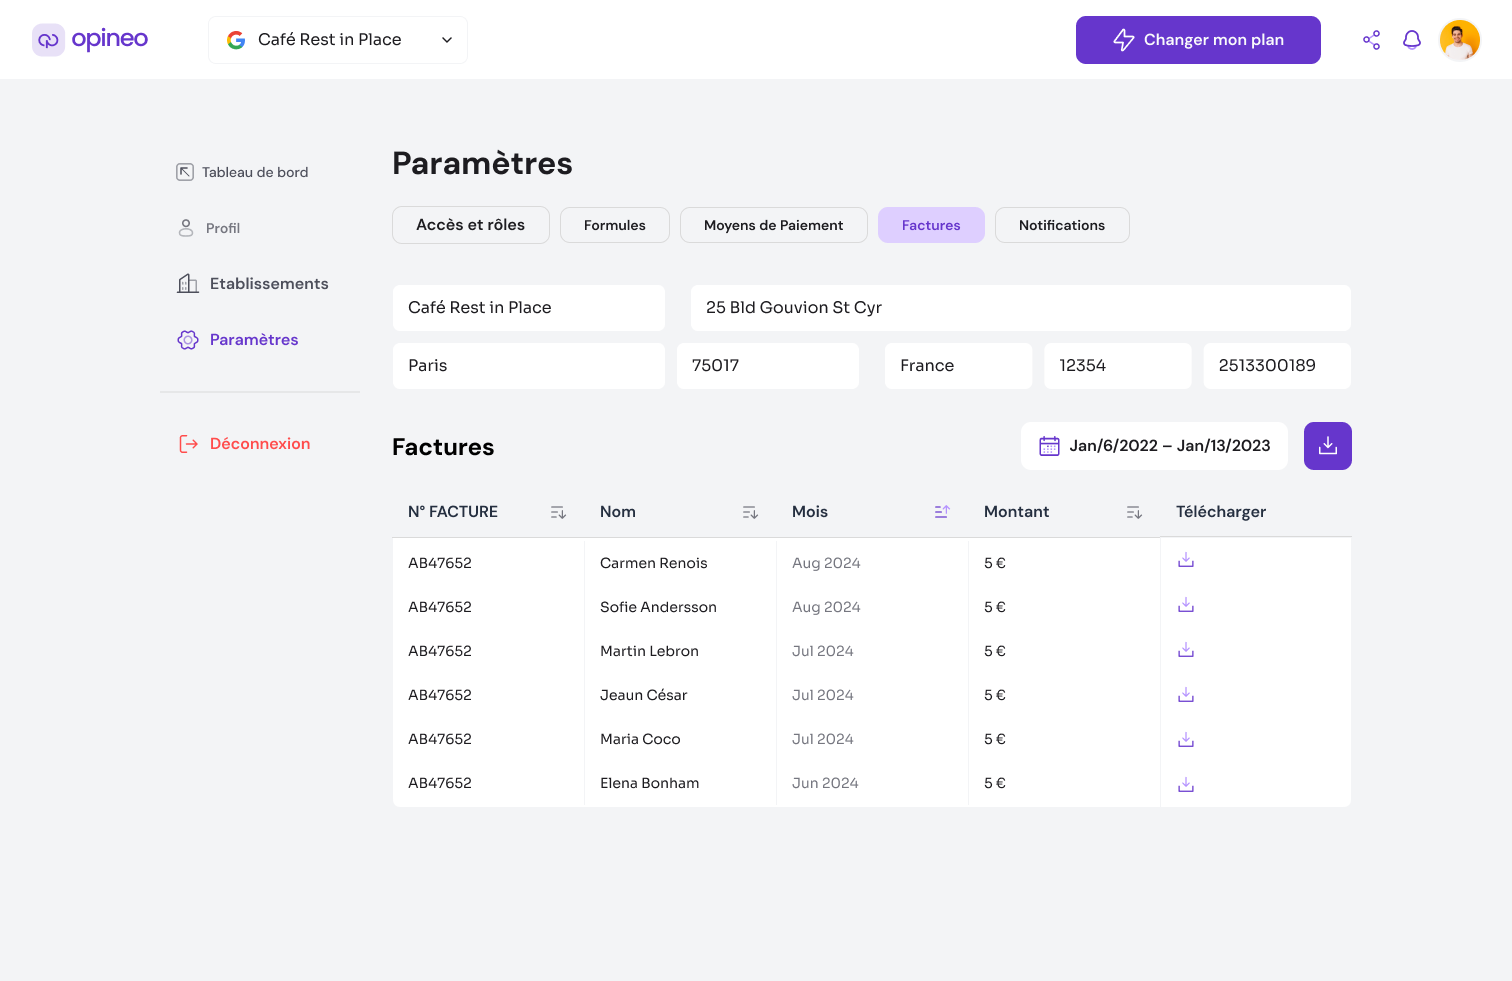 opineo
Café Rest in Place
Changer mon plan
Tableau de bord
Profil
Etablissements
Paramètres
Déconnexion
Paramètres
Accès et rôles
Formules
Moyens de Paiement
Factures
Notifications
Café Rest in Place
25 Bld Gouvion St Cyr
Paris
75017
France
12354
2513300189
Factures
Jan/6/2022 – Jan/13/2023
N° FACTURE Nom Mois Montant Télécharger
AB47652 Carmen Renois Aug 2024 5 €
AB47652 Sofie Andersson Aug 2024 5 €
AB47652 Martin Lebron Jul 2024 5 €
AB47652 Jeaun César Jul 2024 5 €
AB47652 Maria Coco Jul 2024 5 €
AB47652 Elena Bonham Jun 2024 5 €